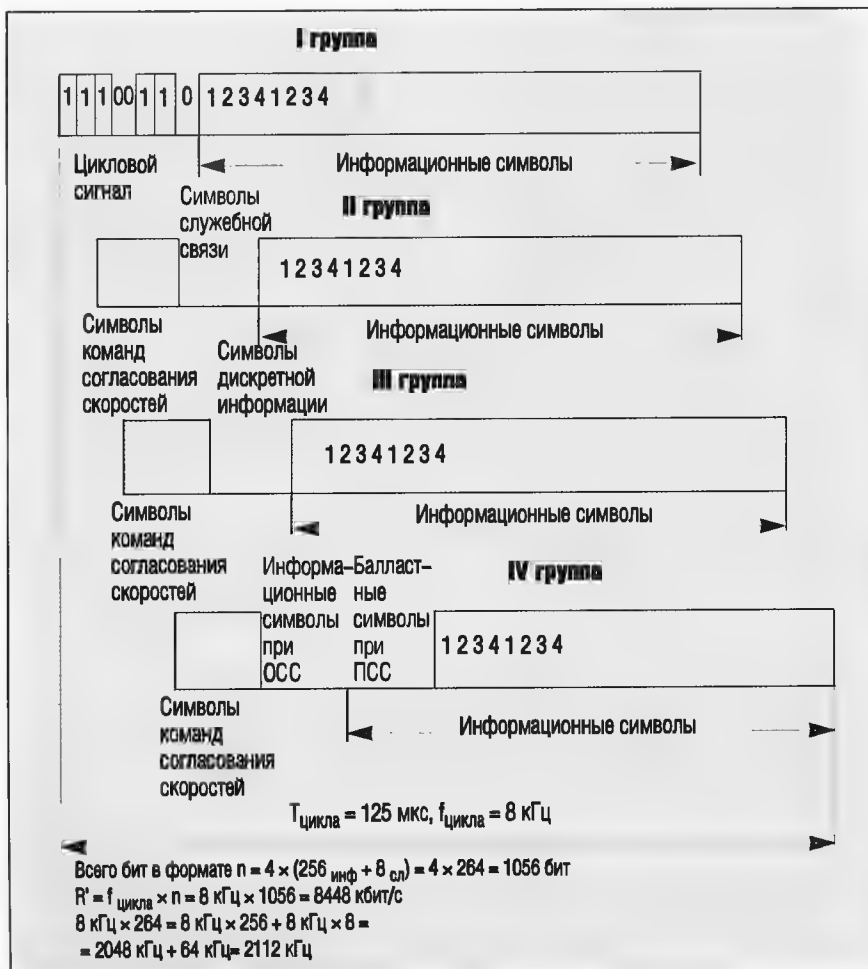 I группа
1 1 1 00 1 1 0 1 2 3 4 1 2 3 4
Цикловой сигнал
Информационные символы
Символы служебной связи
II группа
1 2 3 4 1 2 3 4
Информационные символы
Символы команд согласования скоростей
Символы дискретной информации
III группа
1 2 3 4 1 2 3 4
Информационные символы
Символы команд согласования скоростей
Информа–ционные символы при ОСС
Балласт–ные символы при ПСС
IV группа
1 2 3 4 1 2 3 4
Информационные символы
Символы команд согласования скоростей
Tцикла = 125 мкс, fцикла = 8 кГц
Всего бит в формате n = 4 × (256 инф + 8 сл) = 4 × 264 = 1056 бит
R' = f цикла × n = 8 кГц × 1056 = 8448 кбит/с
8 кГц × 264 = 8 кГц × 256 + 8 кГц × 8 =
= 2048 кГц + 64 кГц= 2112 кГц